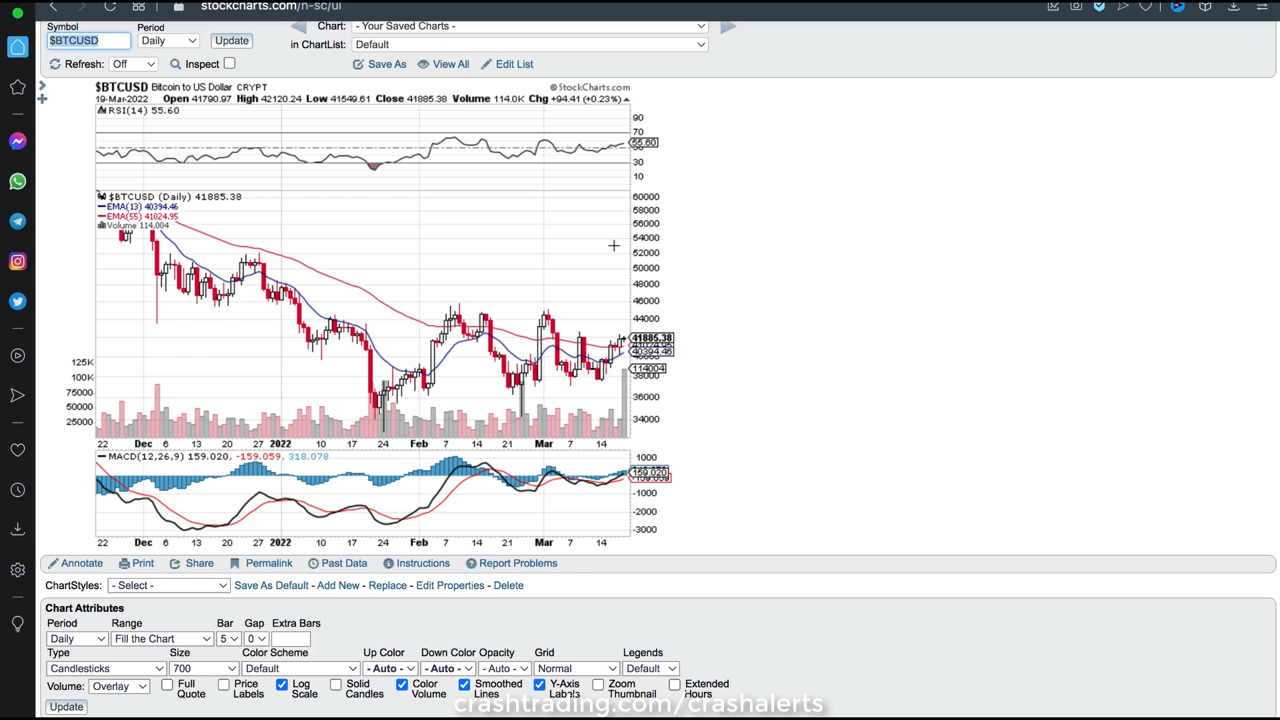 stockcharts.com/n-sc/ui
Symbol
Period
Chart: - Your Saved Charts -
$BTCUSD
Daily
Update
in ChartList: Default
Refresh: Off
Inspect
Save As
View All
Edit List
$BTCUSD Bitcoin to US Dollar CRYPT
© StockCharts.com
19-Mar-2022 Open 41790.97 High 42120.24 Low 41549.61 Close 41885.38 Volume 114.0K Chg +94.41 (+0.23%)
RSI(14) 55.60
90
70
55.60
30
10
$BTCUSD (Daily) 41885.38
EMA(13) 40394.46
EMA(55) 41024.95
Volume 114,004
60000
58000
56000
54000
52000
50000
48000
46000
44000
41885.38
40394.46
114004
38000
36000
34000
125K
100K
75000
50000
25000
22 Dec 6 13 20 27 2022 10 17 24 Feb 7 14 21 Mar 7 14
MACD(12,26,9) 159.020, -159.059, 318.078
1000
159.020
-1000
-2000
-3000
22 Dec 6 13 20 27 2022 10 17 24 Feb 7 14 21 Mar 7 14
Annotate Print Share Permalink Past Data Instructions Report Problems
ChartStyles: - Select - Save As Default - Add New - Replace - Edit Properties - Delete
Chart Attributes
Period Range Bar Gap Extra Bars
Daily Fill the Chart 5 0
Type Size Color Scheme Up Color Down Color Opacity Grid Legends
Candlesticks 700 Default - Auto - - Auto - - Auto - Normal Default
Volume: Overlay
Full Quote
Price Labels
Log Scale
Solid Candles
Color Volume
Smoothed Lines
Y-Axis Labels
Zoom Thumbnail
Extended Hours
Update
crashtrading.com/crashalerts